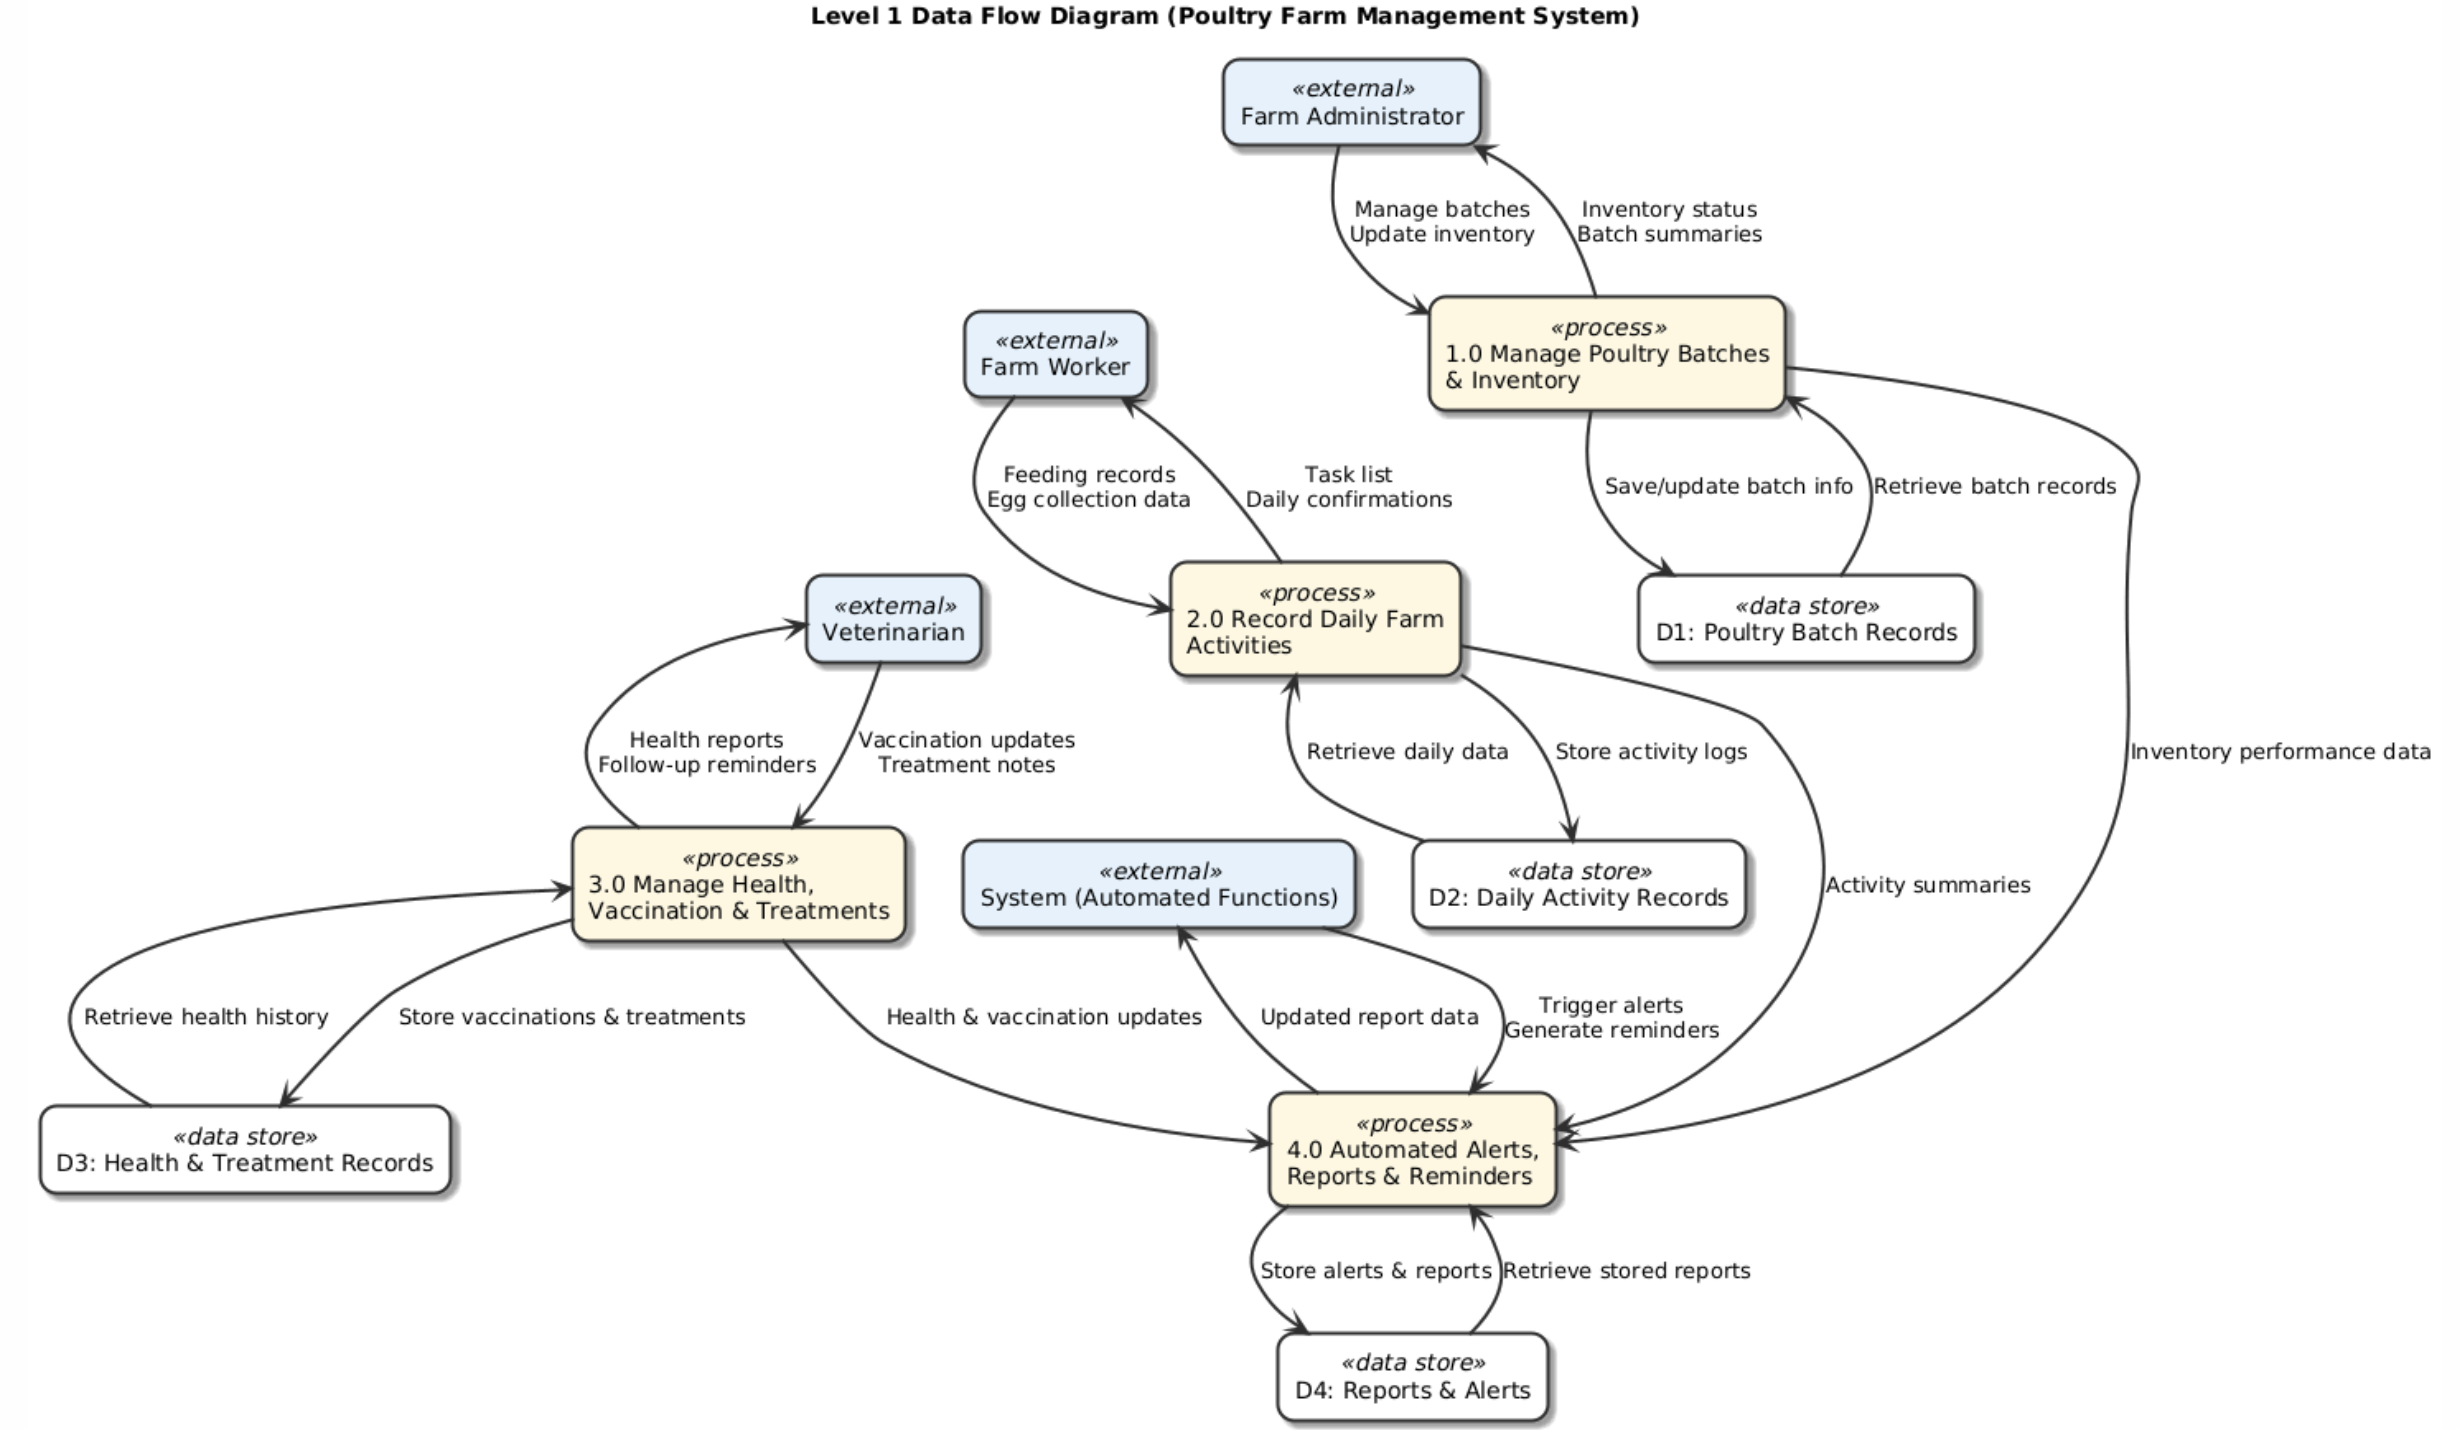 Level 1 Data Flow Diagram (Poultry Farm Management System)
«external»
Farm Administrator
Manage batches
Update inventory
Inventory status
Batch summaries
«process»
1.0 Manage Poultry Batches
& Inventory
«external»
Farm Worker
Feeding records
Egg collection data
Task list
Daily confirmations
Save/update batch info
Retrieve batch records
«external»
Veterinarian
«process»
2.0 Record Daily Farm
Activities
«data store»
D1: Poultry Batch Records
Health reports
Follow-up reminders
Vaccination updates
Treatment notes
Retrieve daily data
Store activity logs
Inventory performance data
«process»
3.0 Manage Health,
Vaccination & Treatments
«external»
System (Automated Functions)
«data store»
D2: Daily Activity Records
Activity summaries
Retrieve health history
Store vaccinations & treatments
Health & vaccination updates
Updated report data
Trigger alerts
Generate reminders
«data store»
D3: Health & Treatment Records
«process»
4.0 Automated Alerts,
Reports & Reminders
Store alerts & reports
Retrieve stored reports
«data store»
D4: Reports & Alerts